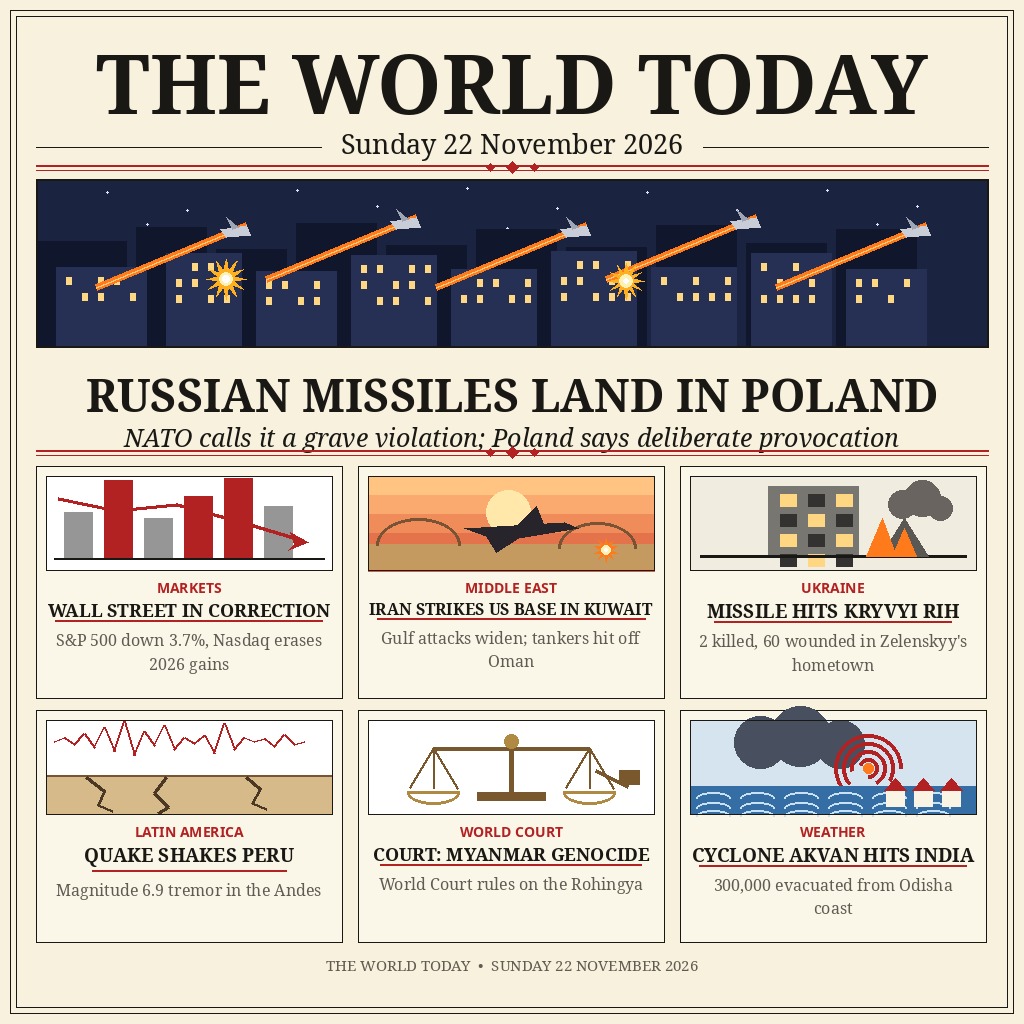 THE WORLD TODAY
Sunday 22 November 2026
RUSSIAN MISSILES LAND IN POLAND
NATO calls it a grave violation; Poland says deliberate provocation
MARKETS
WALL STREET IN CORRECTION
S&P 500 down 3.7%, Nasdaq erases
2026 gains
MIDDLE EAST
IRAN STRIKES US BASE IN KUWAIT
Gulf attacks widen; tankers hit off
Oman
UKRAINE
MISSILE HITS KRYVYI RIH
2 killed, 60 wounded in Zelenskyy's
hometown
LATIN AMERICA
QUAKE SHAKES PERU
Magnitude 6.9 tremor in the Andes
WORLD COURT
COURT: MYANMAR GENOCIDE
World Court rules on the Rohingya
WEATHER
CYCLONE AKVAN HITS INDIA
300,000 evacuated from Odisha
coast
THE WORLD TODAY • SUNDAY 22 NOVEMBER 2026